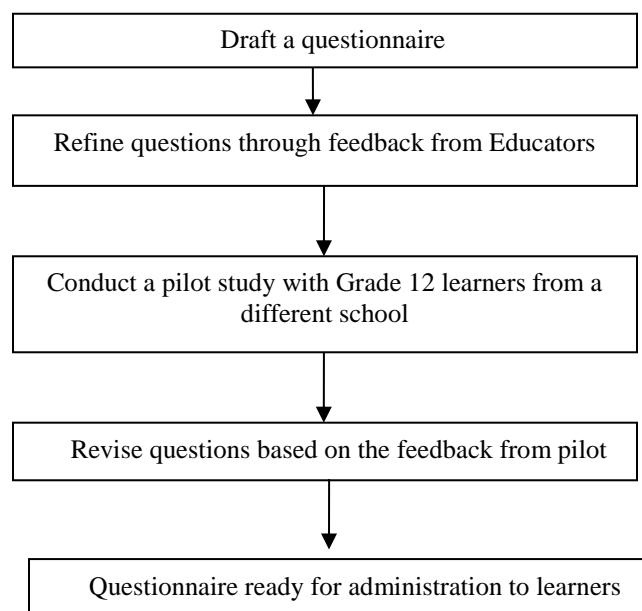 Draft a questionnaire
Refine questions through feedback from Educators
Conduct a pilot study with Grade 12 learners from a
different school
Revise questions based on the feedback from pilot
Questionnaire ready for administration to learners